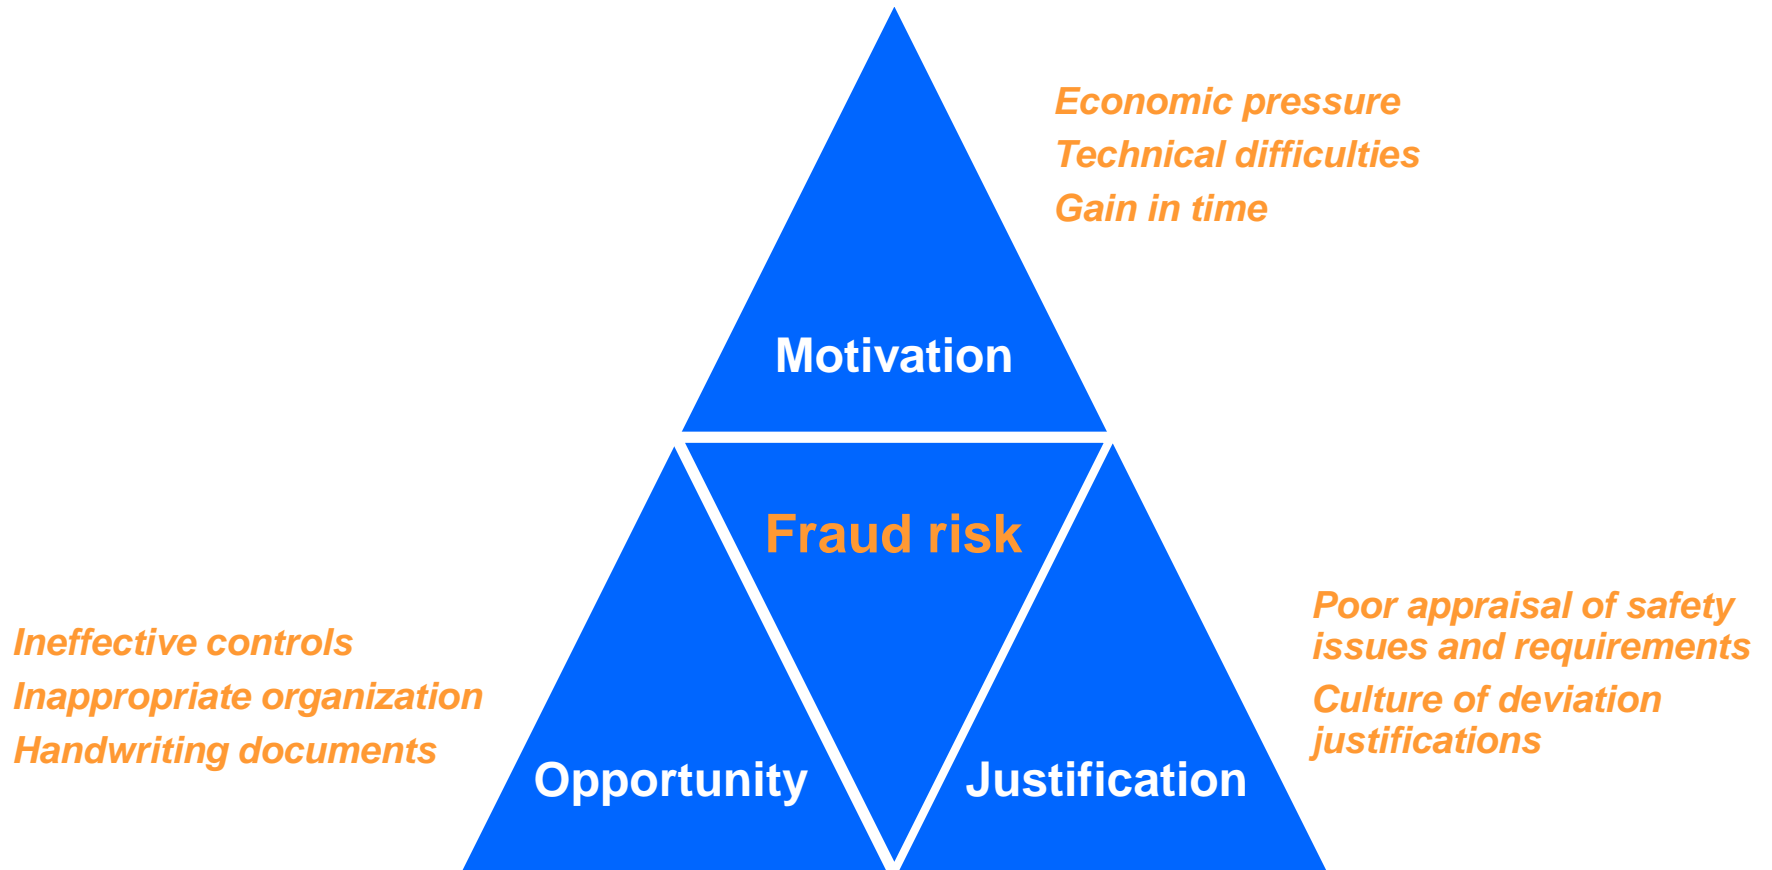 Economic pressure
Technical difficulties
Gain in time
Motivation
Fraud risk
Ineffective controls
Inappropriate organization
Handwriting documents
Opportunity
Justification
Poor appraisal of safety
issues and requirements
Culture of deviation
justifications